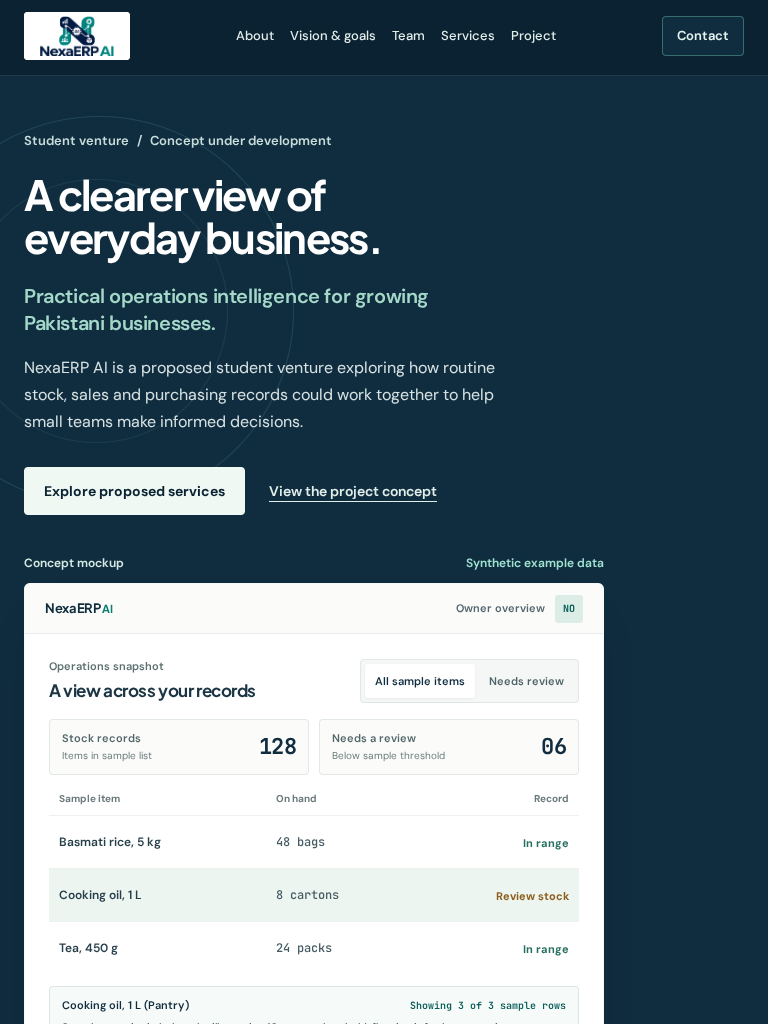 NexaERP AI
About Vision & goals Team Services Project
Contact
Student venture / Concept under development
A clearer view of
everyday business.
Practical operations intelligence for growing
Pakistani businesses.
NexaERP AI is a proposed student venture exploring how routine
stock, sales and purchasing records could work together to help
small teams make informed decisions.
Explore proposed services View the project concept
Concept mockup Synthetic example data
NexaERP AI Owner overview NO
Operations snapshot
A view across your records
All sample items Needs review
Stock records
Items in sample list
128
Needs a review
Below sample threshold
06
Sample item On hand Record
Basmati rice, 5 kg 48 bags In range
Cooking oil, 1 L 8 cartons Review stock
Tea, 450 g 24 packs In range
Cooking oil, 1 L (Pantry) Showing 3 of 3 sample rows